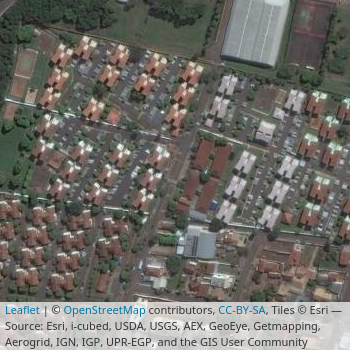 Leaflet | © OpenStreetMap contributors, CC-BY-SA, Tiles © Esri —
Source: Esri, i-cubed, USDA, USGS, AEX, GeoEye, Getmapping,
Aerogrid, IGN, IGP, UPR-EGP, and the GIS User Community